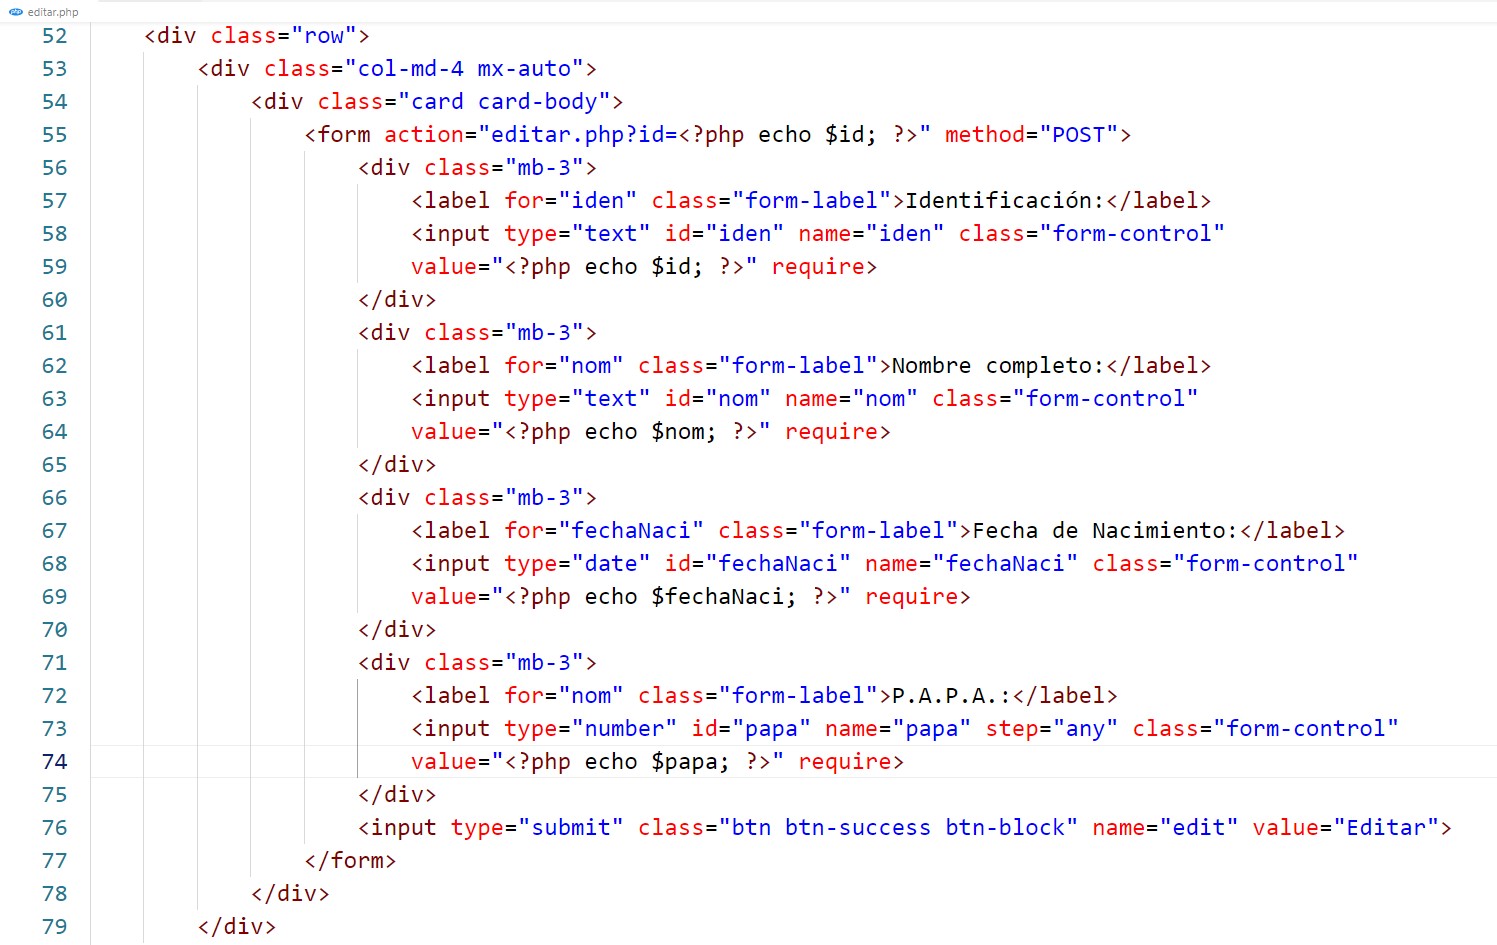 editar.php
52 <div class="row">
53 <div class="col-md-4 mx-auto">
54 <div class="card card-body">
55 <form action="editar.php?id=<?php echo $id; ?>" method="POST">
56 <div class="mb-3">
57 <label for="iden" class="form-label">Identificación:</label>
58 <input type="text" id="iden" name="iden" class="form-control"
59 value="<?php echo $id; ?>" require>
60 </div>
61 <div class="mb-3">
62 <label for="nom" class="form-label">Nombre completo:</label>
63 <input type="text" id="nom" name="nom" class="form-control"
64 value="<?php echo $nom; ?>" require>
65 </div>
66 <div class="mb-3">
67 <label for="fechaNaci" class="form-label">Fecha de Nacimiento:</label>
68 <input type="date" id="fechaNaci" name="fechaNaci" class="form-control"
69 value="<?php echo $fechaNaci; ?>" require>
70 </div>
71 <div class="mb-3">
72 <label for="nom" class="form-label">P.A.P.A.:</label>
73 <input type="number" id="papa" name="papa" step="any" class="form-control"
74 value="<?php echo $papa; ?>" require>
75 </div>
76 <input type="submit" class="btn btn-success btn-block" name="edit" value="Editar">
77 </form>
78 </div>
79 </div>